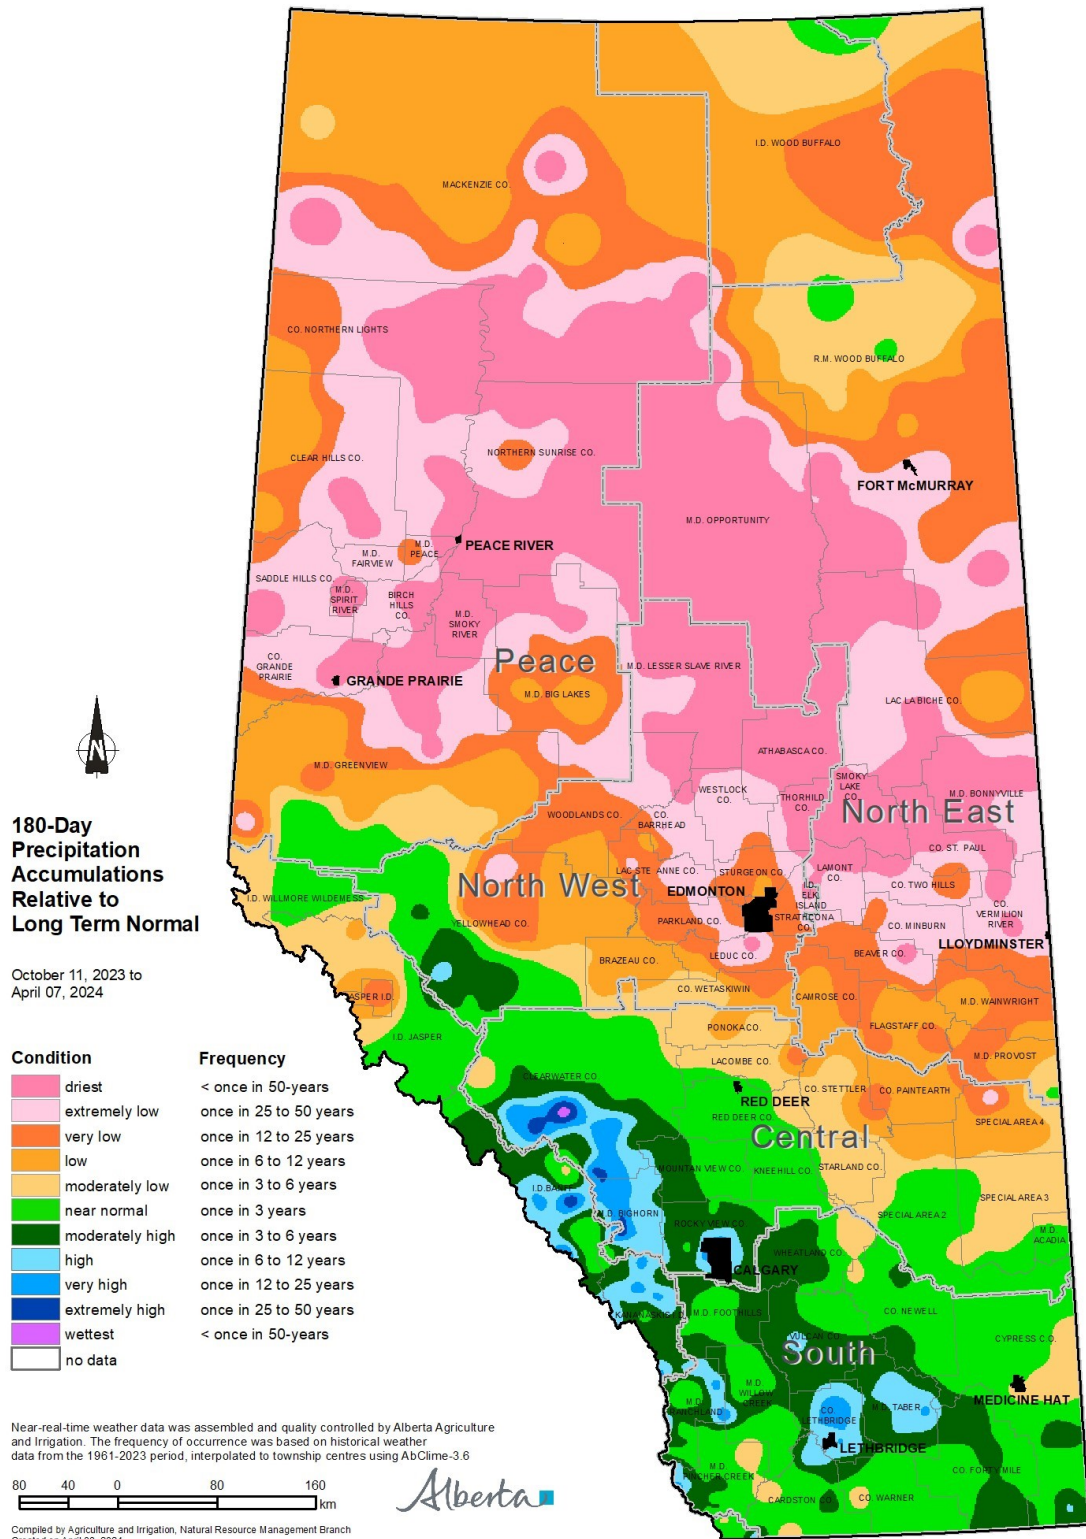 I.D. WOOD BUFFALO
MACKENZIE CO.
CO. NORTHERN LIGHTS
R.M. WOOD BUFFALO
CLEAR HILLS CO.
NORTHERN SUNRISE CO.
FORT McMURRAY
M.D. OPPORTUNITY
M.D.
PEACE
PEACE RIVER
M.D.
FAIRVIEW
SADDLE HILLS CO.
M.D.
SPIRIT
RIVER
BIRCH
HILLS
CO.
M.D.
SMOKY
RIVER
CO.
GRANDE
PRAIRIE
Peace
M.D. LESSER SLAVE RIVER
GRANDE PRAIRIE
M.D. BIG LAKES
LAC LA BICHE CO.
ATHABASCA CO.
M.D. GREENVIEW
WESTLOCK
CO.
THORHILD
CO.
SMOKY
LAKE
CO.
M.D. BONNYVILLE
North East
WOODLANDS CO.
CO.
BARRHEAD
CO. ST. PAUL
LAC STE ANNE CO.
STURGEON CO.
LAMONT
CO.
CO. TWO HILLS
North West
EDMONTON
I.D.
ELK
ISLAND
STRATHCONA
CO.
I.D. WILLMORE WILDERNESS
YELLOWHEAD CO.
PARKLAND CO.
CO. MINBURN
CO.
VERMILION
RIVER
LLOYDMINSTER
LEDUC CO.
BEAVER CO.
BRAZEAU CO.
CO. WETASKIWIN
CAMROSE CO.
M.D. WAINWRIGHT
JASPER I.D.
I.D. JASPER
PONOKA CO.
FLAGSTAFF CO.
M.D. PROVOST
LACOMBE CO.
CLEARWATER CO.
CO. STETTLER
CO. PAINTEARTH
RED DEER
RED DEER CO.
SPECIAL AREA 4
Central
MOUNTAIN VIEW CO.
KNEEHILL CO.
STARLAND CO.
I.D. BANFF
M.D. BIGHORN
SPECIAL AREA 3
SPECIAL AREA 2
ROCKY VIEW CO.
M.D.
ACADIA
WHEATLAND CO.
CALGARY
M.D. FOOTHILLS
CO. NEWELL
VULCAN CO.
CYPRESS C.O.
South
M.D.
WILLOW
CREEK
MEDICINE HAT
M.D.
RANCHLAND
CO.
LETHBRIDGE
M.D. TABER
LETHBRIDGE
M.D.
PINCHER CREEK
CO. FORTY MILE
CARDSTON CO.
CO. WARNER
N
180-Day
Precipitation
Accumulations
Relative to
Long Term Normal
October 11, 2023 to
April 07, 2024
Condition Frequency
driest < once in 50-years
extremely low once in 25 to 50 years
very low once in 12 to 25 years
low once in 6 to 12 years
moderately low once in 3 to 6 years
near normal once in 3 years
moderately high once in 3 to 6 years
high once in 6 to 12 years
very high once in 12 to 25 years
extremely high once in 25 to 50 years
wettest < once in 50-years
no data
Near-real-time weather data was assembled and quality controlled by Alberta Agriculture
and Irrigation. The frequency of occurrence was based on historical weather
data from the 1961-2023 period, interpolated to township centres using AbClime-3.6
80 40 0 80 160
km
Alberta
Compiled by Agriculture and Irrigation, Natural Resource Management Branch